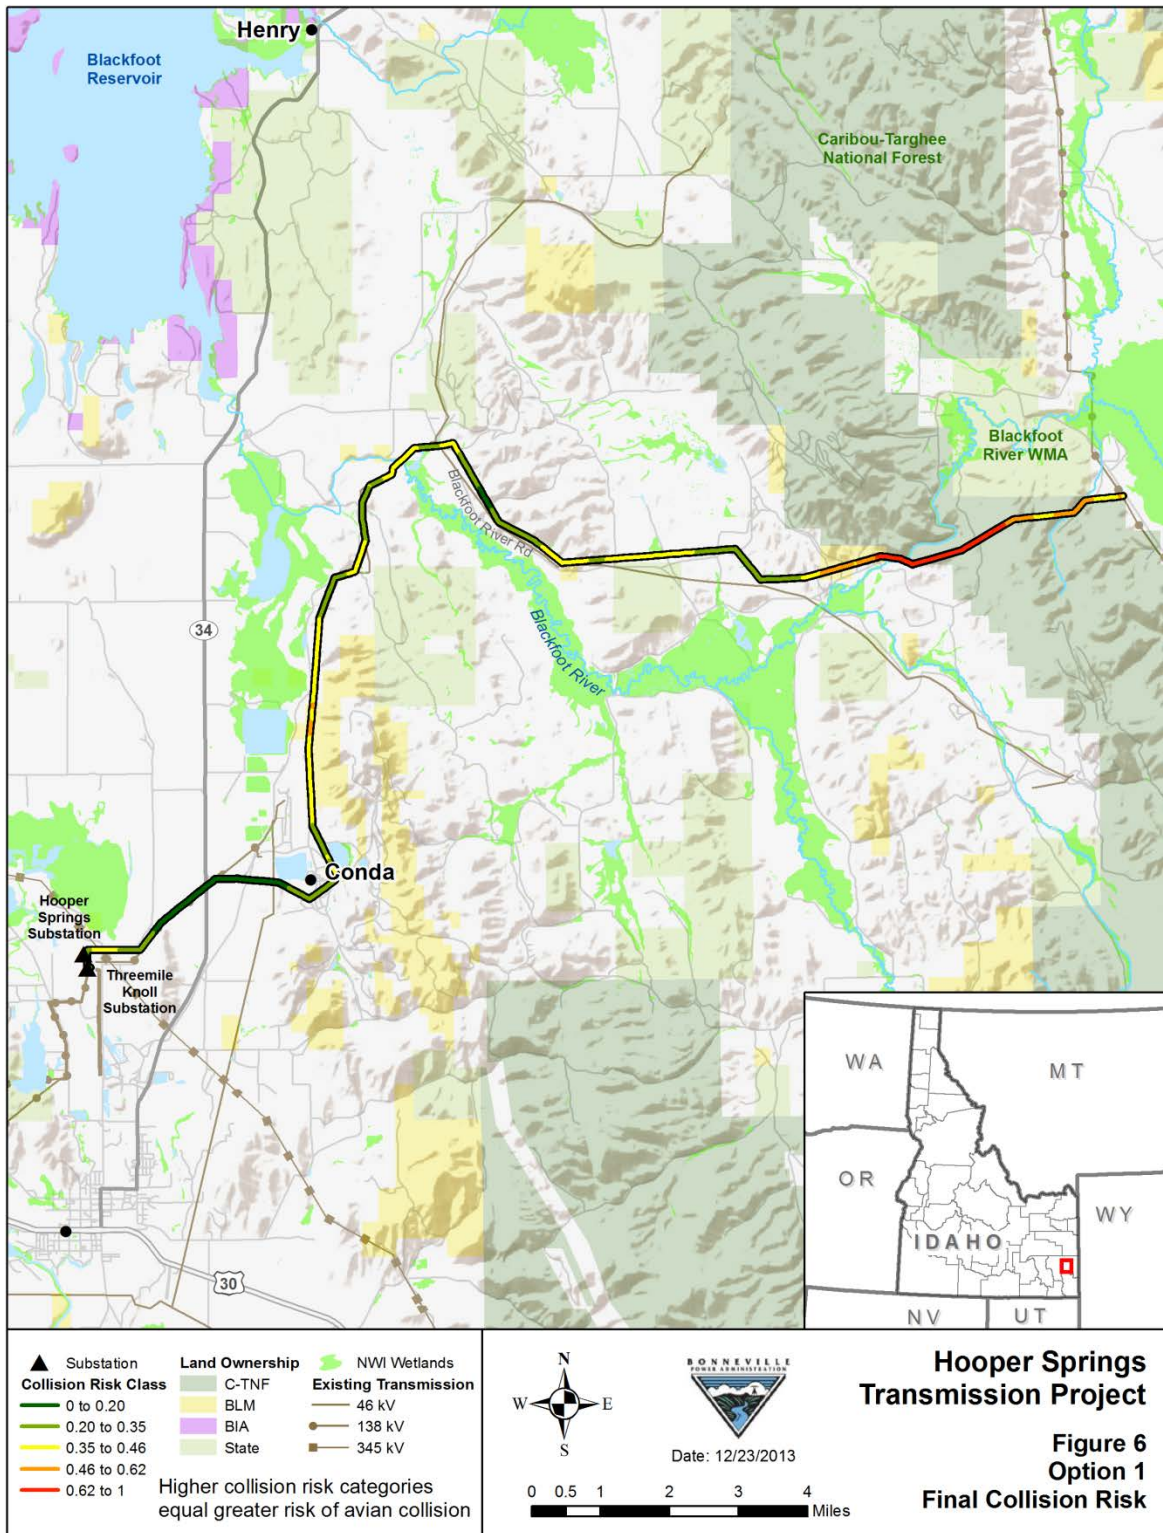 Henry
Blackfoot
Reservoir
Caribou-Targhee
National Forest
Blackfoot
River WMA
Blackfoot River Rd
34
Blackfoot River
Conda
Hooper
Springs
Substation
Threemile
Knoll
Substation
30
WA
MT
OR
IDAHO
WY
NV
UT
Substation
Collision Risk Class
0 to 0.20
0.20 to 0.35
0.35 to 0.46
0.46 to 0.62
0.62 to 1
Land Ownership
C-TNF
BLM
BIA
State
NWI Wetlands
Existing Transmission
46 kV
138 kV
345 kV
Higher collision risk categories
equal greater risk of avian collision
N
W E
S
BONNEVILLE
POWER ADMINISTRATION
Date: 12/23/2013
0 0.5 1 2 3 4
Miles
Hooper Springs
Transmission Project
Figure 6
Option 1
Final Collision Risk